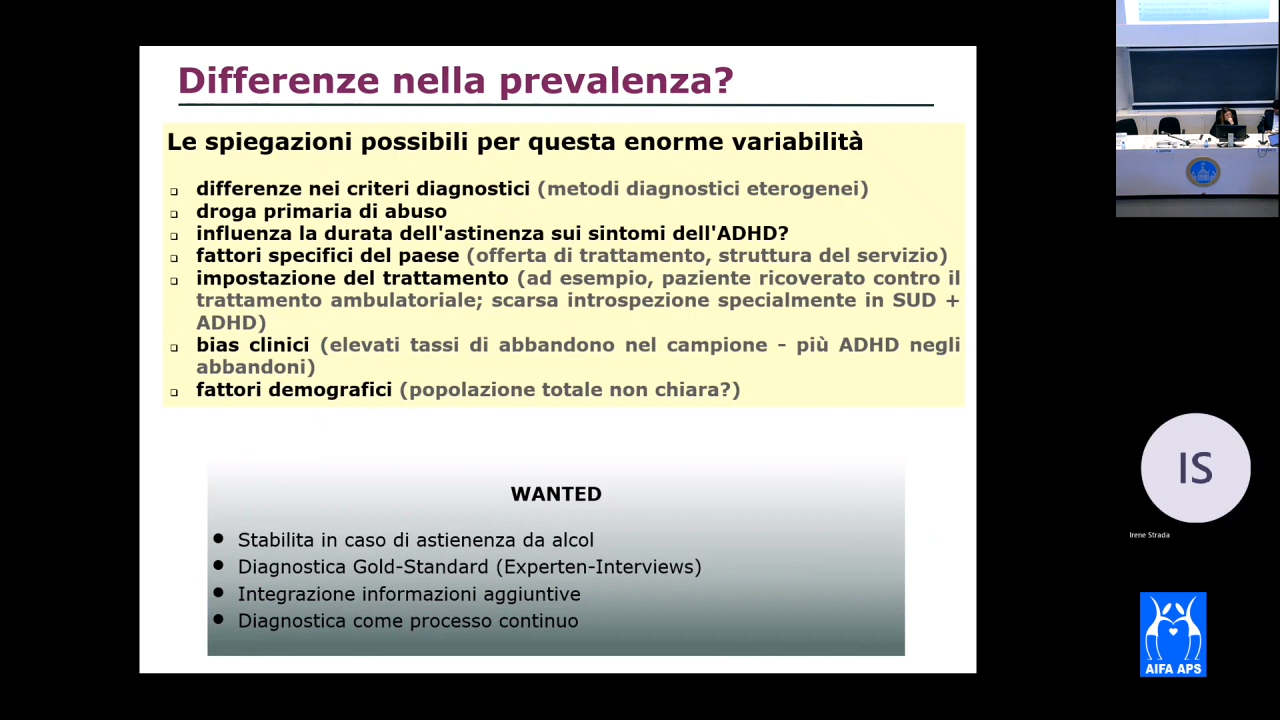 Differenze nella prevalenza?
Le spiegazioni possibili per questa enorme variabilità
differenze nei criteri diagnostici (metodi diagnostici eterogenei)
droga primaria di abuso
influenza la durata dell'astinenza sui sintomi dell'ADHD?
fattori specifici del paese (offerta di trattamento, struttura del servizio)
impostazione del trattamento (ad esempio, paziente ricoverato contro il
trattamento ambulatoriale; scarsa introspezione specialmente in SUD +
ADHD)
bias clinici (elevati tassi di abbandono nel campione - più ADHD negli
abbandoni)
fattori demografici (popolazione totale non chiara?)
WANTED
Stabilita in caso di astienenza da alcol
Diagnostica Gold-Standard (Experten-Interviews)
Integrazione informazioni aggiuntive
Diagnostica come processo continuo
IS
Irene Strada
AIFA APS